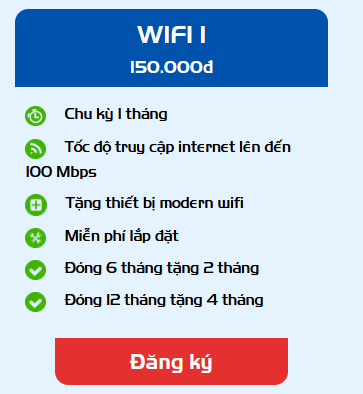 WIFI 1
150.000đ
Chu kỳ 1 tháng
Tốc độ truy cập internet lên đến
100 Mbps
Tặng thiết bị modern wifi
Miễn phí lắp đặt
Đóng 6 tháng tặng 2 tháng
Đóng 12 tháng tặng 4 tháng
Đăng ký